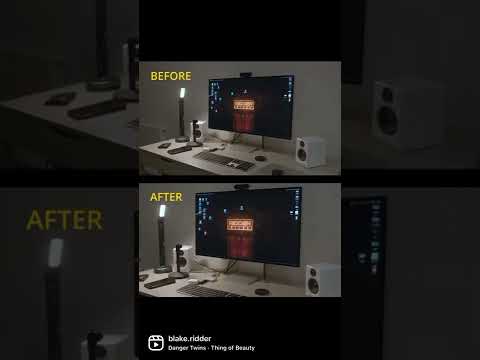 BEFORE
AFTER
AFTER
blake.ridder
Danger Twins · Thing of Beauty